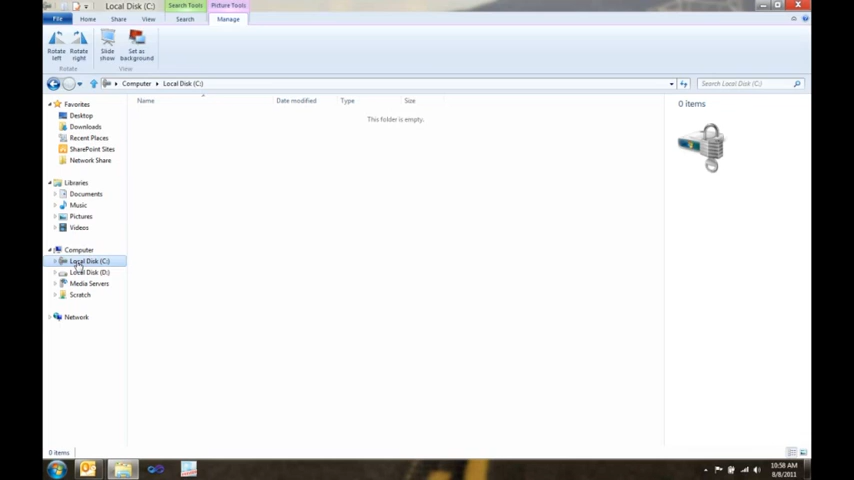 Local Disk (C:)
Search Tools
Picture Tools
File
Home
Share
View
Search
Manage
Rotate left
Rotate right
Slide show
Set as background
Rotate
View
Computer
Local Disk (C:)
Search Local Disk (C:)
Favorites
Desktop
Downloads
Recent Places
SharePoint Sites
Network Share
Libraries
Documents
Music
Pictures
Videos
Computer
Local Disk (C:)
Local Disk (D:)
Media Servers
Scratch
Network
Name
Date modified
Type
Size
This folder is empty.
0 items
0 items
10:58 AM
8/8/2011